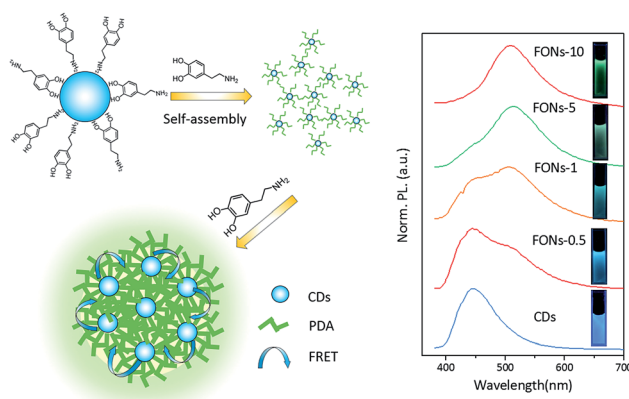 HO
HO
NH₂
Self-assembly
HO
HO
NH₂
CDs
PDA
FRET
Norm. PL. (a.u.)
FONs-10
FONs-5
FONs-1
FONs-0.5
CDs
400 500 600 700
Wavelength(nm)